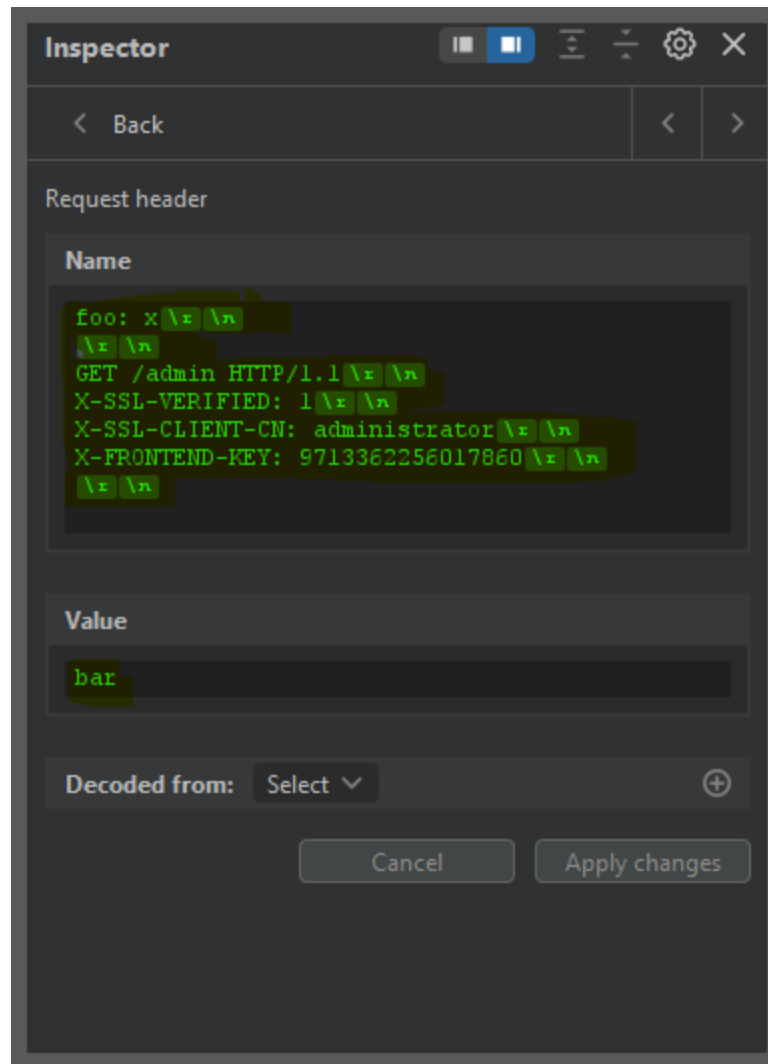 Inspector
Back
Request header
Name
foo: x\r\n
\r\n
GET /admin HTTP/1.1\r\n
X-SSL-VERIFIED: 1\r\n
X-SSL-CLIENT-CN: administrator\r\n
X-FRONTEND-KEY: 9713362256017860\r\n
\r\n
Value
bar
Decoded from: Select
Cancel Apply changes